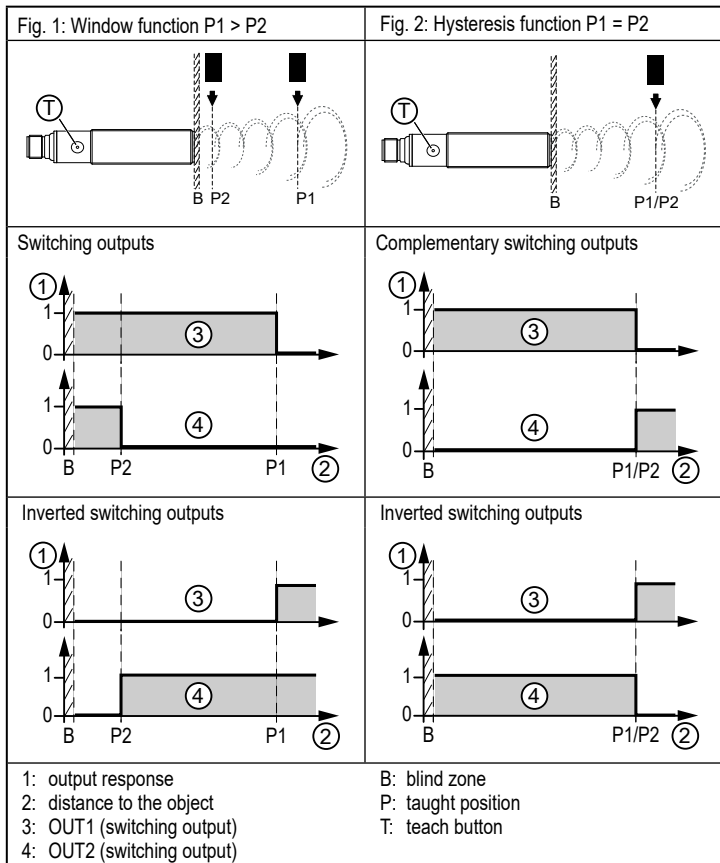 Fig. 1: Window function P1 > P2
Fig. 2: Hysteresis function P1 = P2
T
B P2 P1
T
B P1/P2
Switching outputs
1
1
3
0
1
4
0
B P2 P1 2
Complementary switching outputs
1
1
3
0
1
4
0
B P1/P2 2
Inverted switching outputs
1
1
3
0
1
4
0
B P2 P1 2
Inverted switching outputs
1
1
3
0
1
4
0
B P1/P2 2
1: output response
2: distance to the object
3: OUT1 (switching output)
4: OUT2 (switching output)
B: blind zone
P: taught position
T: teach button